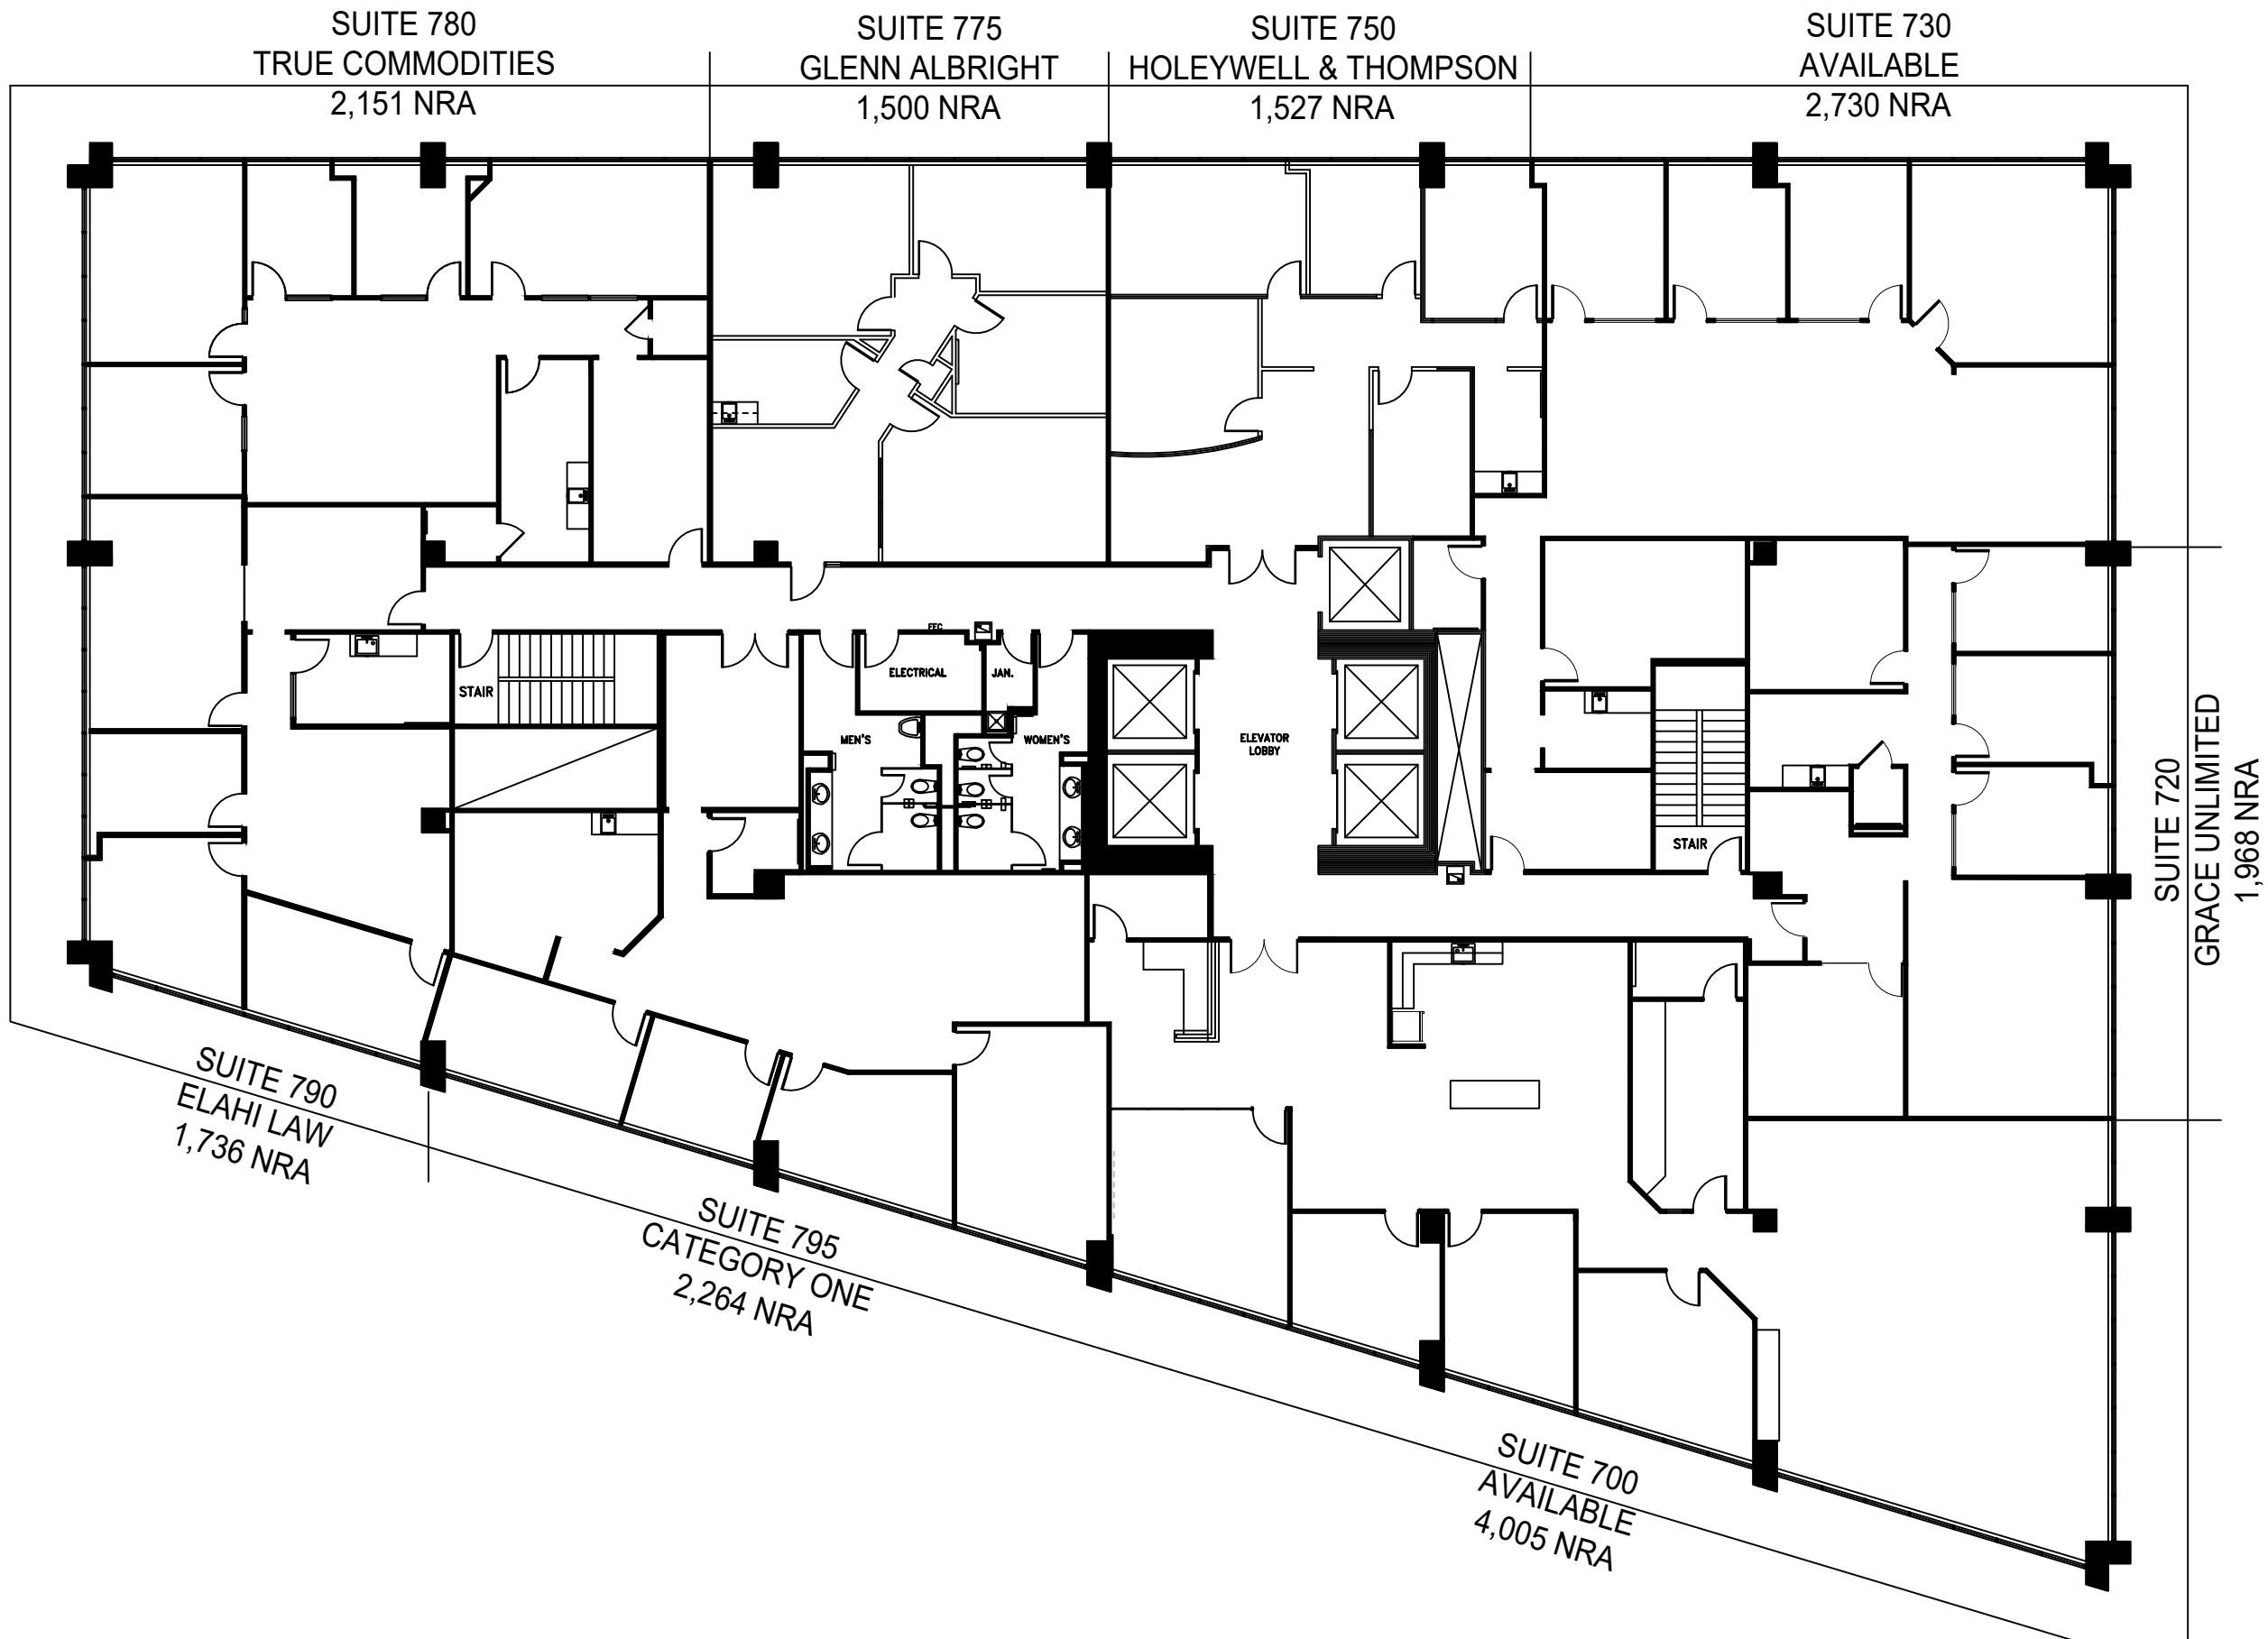 SUITE 780
TRUE COMMODITIES
2,151 NRA
SUITE 775
GLENN ALBRIGHT
1,500 NRA
SUITE 750
HOLEYWELL & THOMPSON
1,527 NRA
SUITE 730
AVAILABLE
2,730 NRA
FEC
ELECTRICAL
JAN.
STAIR
MEN'S
WOMEN'S
ELEVATOR
LOBBY
STAIR
SUITE 720
GRACE UNLIMITED
1,968 NRA
SUITE 790
ELAHI LAW
1,736 NRA
SUITE 795
CATEGORY ONE
2,264 NRA
SUITE 700
AVAILABLE
4,005 NRA